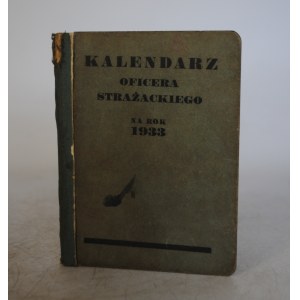 KALENDARZ
OFICERA
STRAŻACKIEGO
NA ROK
1933